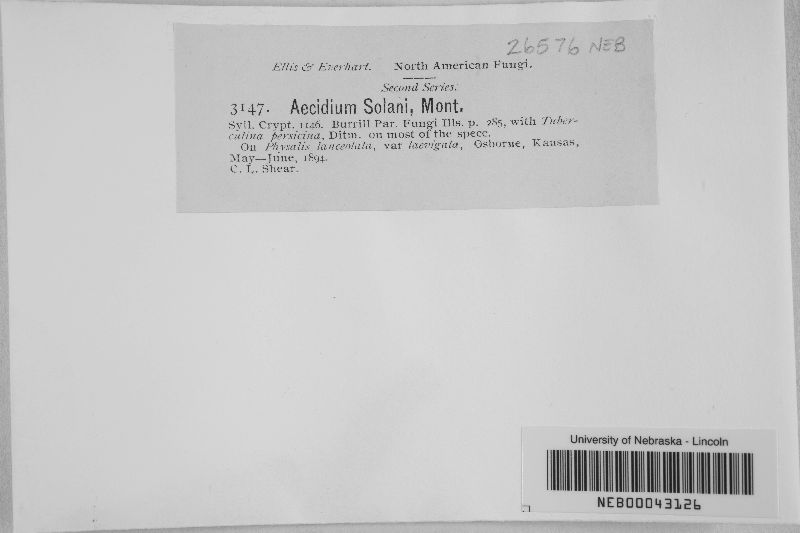 26576 NEB
Ellis & Everhart. North American Fungi.
Second Series.
3147. Aecidium Solani, Mont.
Syll. Crypt. 1146. Burrill Par. Fungi Ills. p. 285, with Tuber-
culina persicina, Ditm. on most of the specc.
On Physalis lanceolata, var laevigata, Osborne, Kansas,
May—June, 1894.
C. L. Shear.
University of Nebraska - Lincoln
NEB00043126